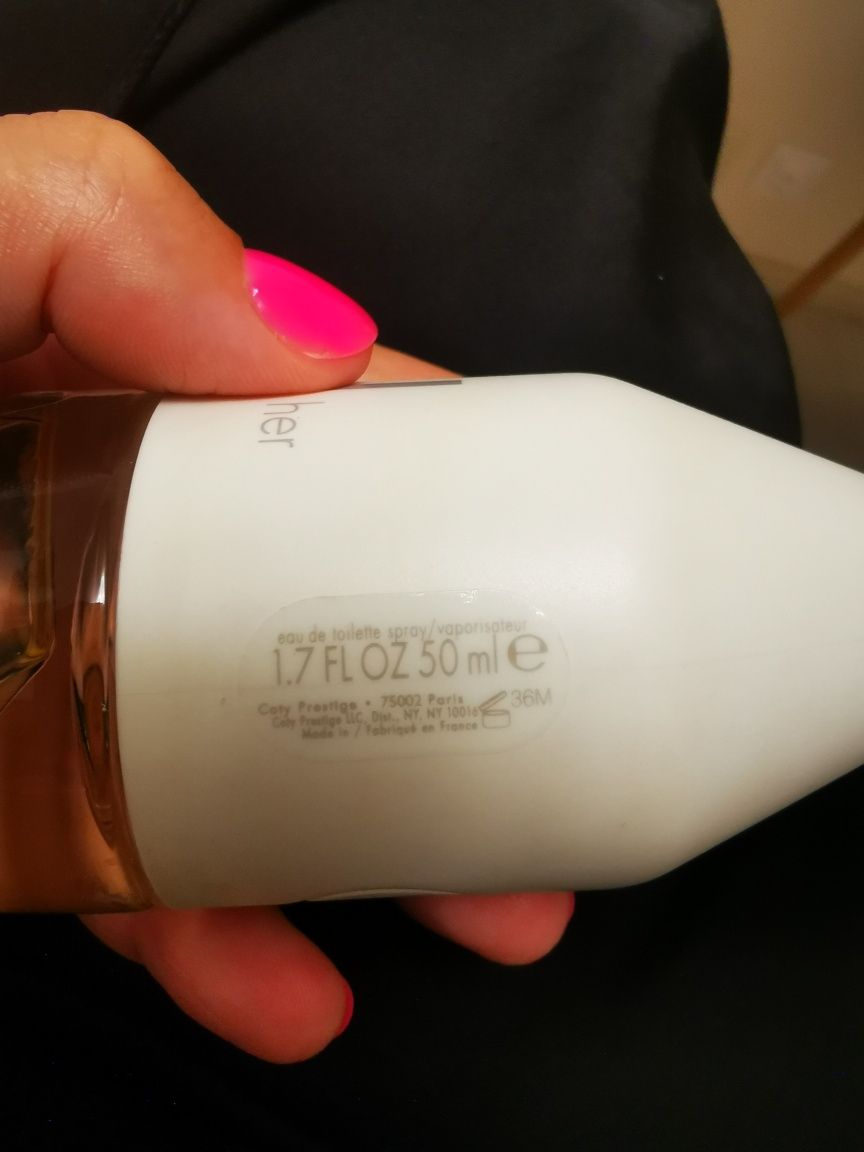 her
eau de toilette spray/vaporisateur
1.7 FL OZ 50 ml ℮
Coty Prestige • 75002 Paris
Coty Prestige LLC, Dist., NY, NY 10016
Made in / Fabriqué en France
36M